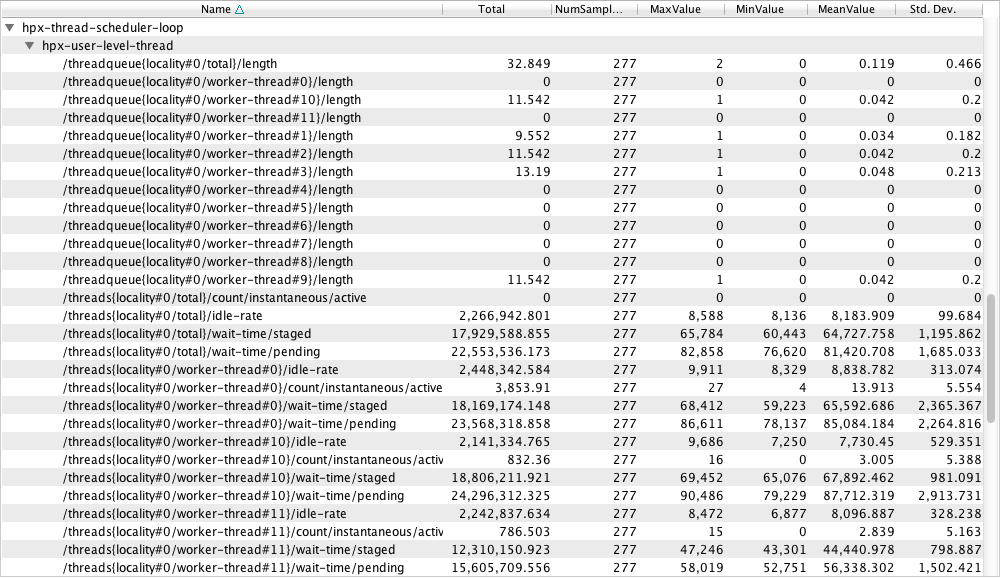 Name Total NumSampl... MaxValue MinValue MeanValue Std. Dev.
hpx-thread-scheduler-loop
hpx-user-level-thread
/threadqueue{locality#0/total}/length 32.849 277 2 0 0.119 0.466
/threadqueue{locality#0/worker-thread#0}/length 0 277 0 0 0 0
/threadqueue{locality#0/worker-thread#10}/length 11.542 277 1 0 0.042 0.2
/threadqueue{locality#0/worker-thread#11}/length 0 277 0 0 0 0
/threadqueue{locality#0/worker-thread#1}/length 9.552 277 1 0 0.034 0.182
/threadqueue{locality#0/worker-thread#2}/length 11.542 277 1 0 0.042 0.2
/threadqueue{locality#0/worker-thread#3}/length 13.19 277 1 0 0.048 0.213
/threadqueue{locality#0/worker-thread#4}/length 0 277 0 0 0 0
/threadqueue{locality#0/worker-thread#5}/length 0 277 0 0 0 0
/threadqueue{locality#0/worker-thread#6}/length 0 277 0 0 0 0
/threadqueue{locality#0/worker-thread#7}/length 0 277 0 0 0 0
/threadqueue{locality#0/worker-thread#8}/length 0 277 0 0 0 0
/threadqueue{locality#0/worker-thread#9}/length 11.542 277 1 0 0.042 0.2
/threads{locality#0/total}/count/instantaneous/active 0 277 0 0 0 0
/threads{locality#0/total}/idle-rate 2,266,942.801 277 8,588 8,136 8,183.909 99.684
/threads{locality#0/total}/wait-time/staged 17,929,588.855 277 65,784 60,443 64,727.758 1,195.862
/threads{locality#0/total}/wait-time/pending 22,553,536.173 277 82,858 76,620 81,420.708 1,685.033
/threads{locality#0/worker-thread#0}/idle-rate 2,448,342.584 277 9,911 8,329 8,838.782 313.074
/threads{locality#0/worker-thread#0}/count/instantaneous/active 3,853.91 277 27 4 13.913 5.554
/threads{locality#0/worker-thread#0}/wait-time/staged 18,169,174.148 277 68,412 59,223 65,592.686 2,365.367
/threads{locality#0/worker-thread#0}/wait-time/pending 23,568,318.858 277 86,611 78,137 85,084.184 2,264.816
/threads{locality#0/worker-thread#10}/idle-rate 2,141,334.765 277 9,686 7,250 7,730.45 529.351
/threads{locality#0/worker-thread#10}/count/instantaneous/activ 832.36 277 16 0 3.005 5.388
/threads{locality#0/worker-thread#10}/wait-time/staged 18,806,211.921 277 69,452 65,076 67,892.462 981.091
/threads{locality#0/worker-thread#10}/wait-time/pending 24,296,312.325 277 90,486 79,229 87,712.319 2,913.731
/threads{locality#0/worker-thread#11}/idle-rate 2,242,837.634 277 8,472 6,877 8,096.887 328.238
/threads{locality#0/worker-thread#11}/count/instantaneous/activ 786.503 277 15 0 2.839 5.163
/threads{locality#0/worker-thread#11}/wait-time/staged 12,310,150.923 277 47,246 43,301 44,440.978 798.887
/threads{locality#0/worker-thread#11}/wait-time/pending 15,605,709.556 277 58,019 52,751 56,338.302 1,502.421